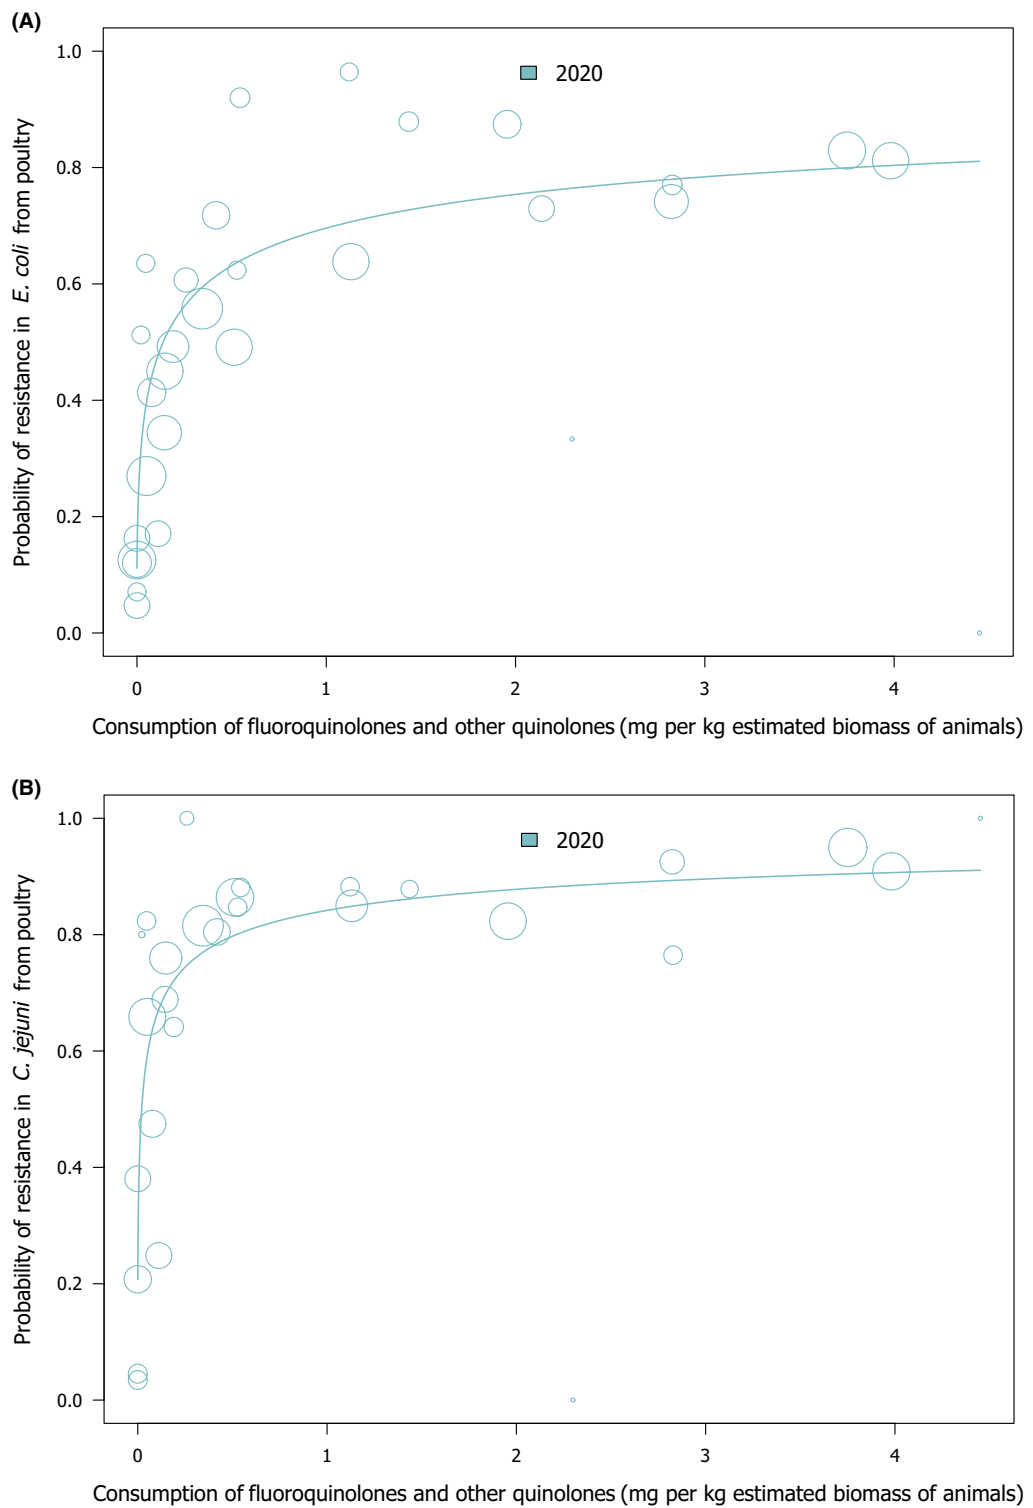 (A)
1.0
0.8
0.6
0.4
0.2
0.0
Probability of resistance in E. coli from poultry
2020
0 1 2 3 4
Consumption of fluoroquinolones and other quinolones (mg per kg estimated biomass of animals)
(B)
1.0
0.8
0.6
0.4
0.2
0.0
Probability of resistance in C. jejuni from poultry
2020
0 1 2 3 4
Consumption of fluoroquinolones and other quinolones (mg per kg estimated biomass of animals)